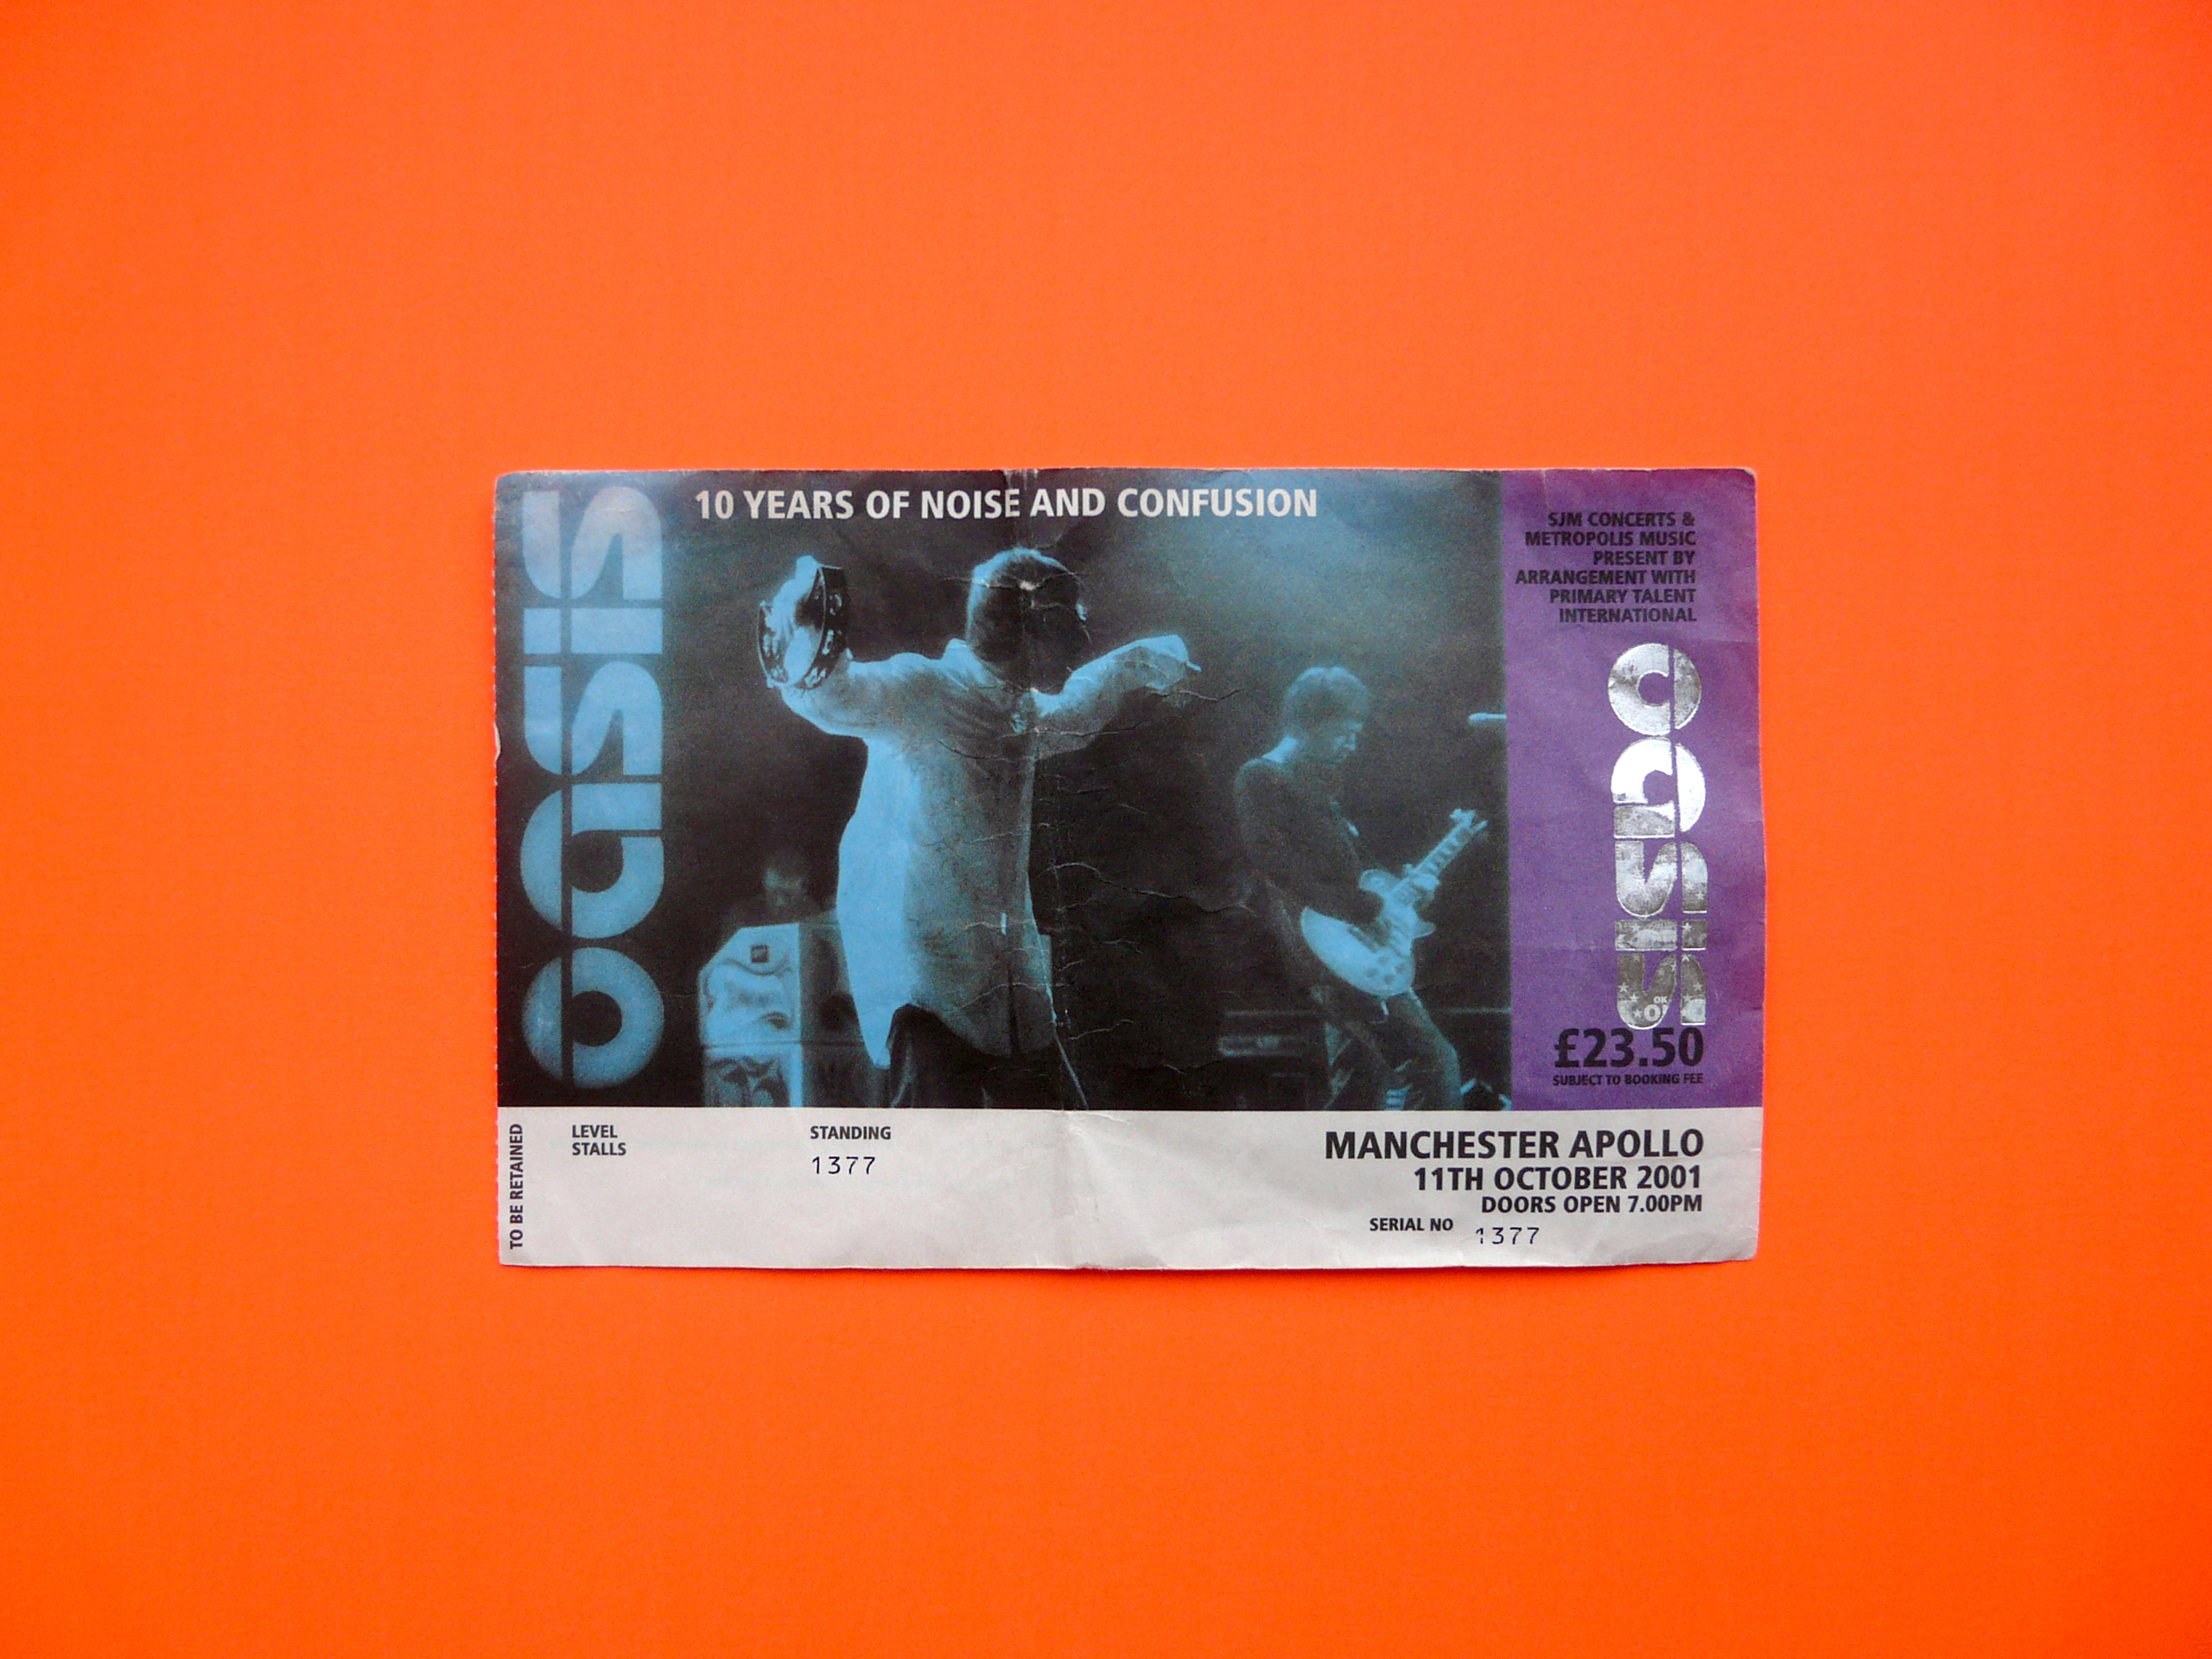 oasis
10 YEARS OF NOISE AND CONFUSION
SJM CONCERTS &
METROPOLIS MUSIC
PRESENT BY
ARRANGEMENT WITH
PRIMARY TALENT
INTERNATIONAL
oasis
OK
£23.50
SUBJECT TO BOOKING FEE
TO BE RETAINED
LEVEL
STALLS
STANDING
1377
MANCHESTER APOLLO
11TH OCTOBER 2001
DOORS OPEN 7.00PM
SERIAL NO 1377